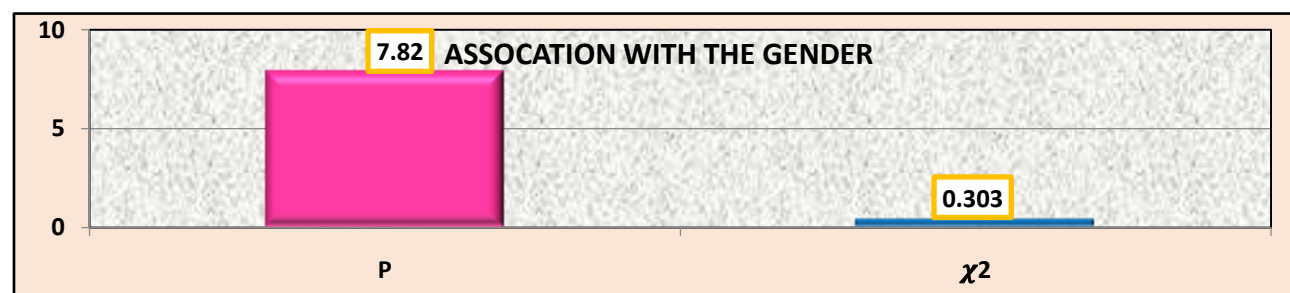 10
7.82 ASSOCATION WITH THE GENDER
5
0.303
0
P 𝝌2